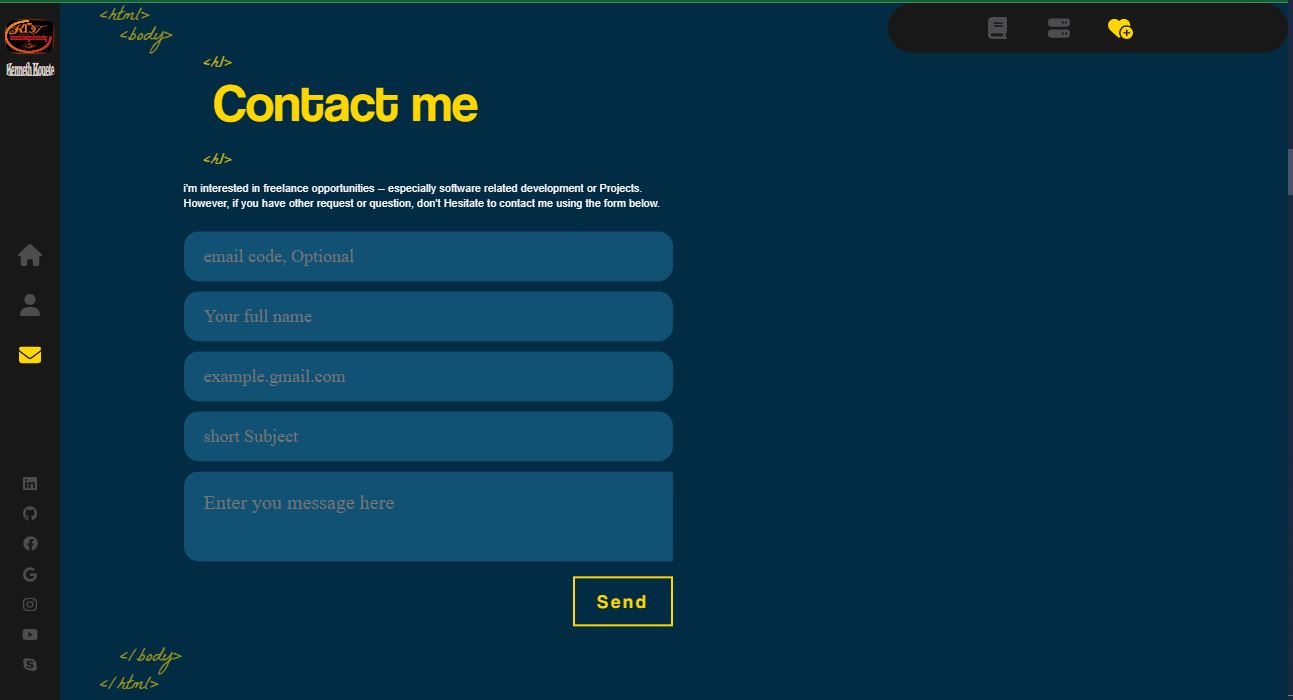 <html>
<body>
Kenneth Kouete
<h1>
Contact me
<h1>
i'm interested in freelance opportunities – especially software related development or Projects.
However, if you have other request or question, don't Hesitate to contact me using the form below.
email code, Optional
Your full name
example.gmail.com
short Subject
Enter you message here
Send
</ body>
</ html>